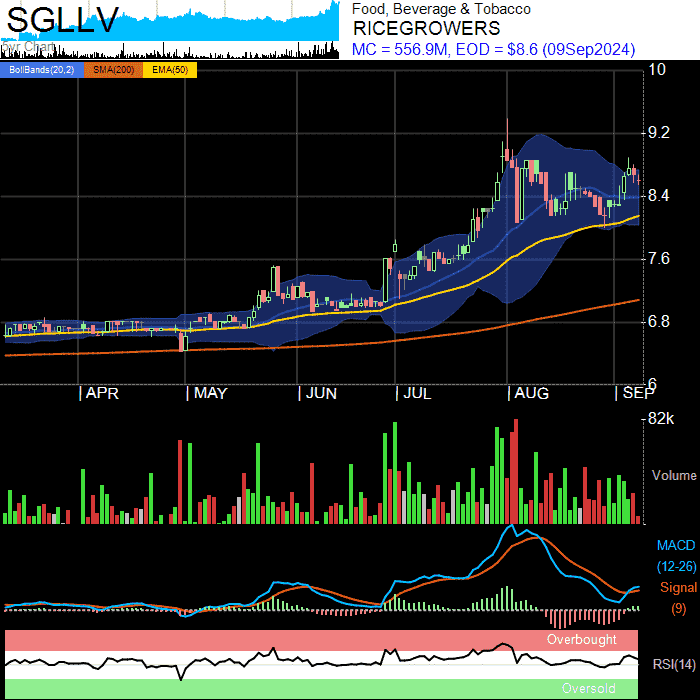 SGLLV
5yr Chart
Food, Beverage & Tobacco
RICEGROWERS
MC = 556.9M, EOD = $8.6 (09Sep2024)
BollBands(20,2) SMA(200) EMA(50)
10
9.2
8.4
7.6
6.8
6
APR MAY JUN JUL AUG SEP
82k
Volume
MACD
(12-26)
Signal
(9)
Overbought
RSI(14)
Oversold